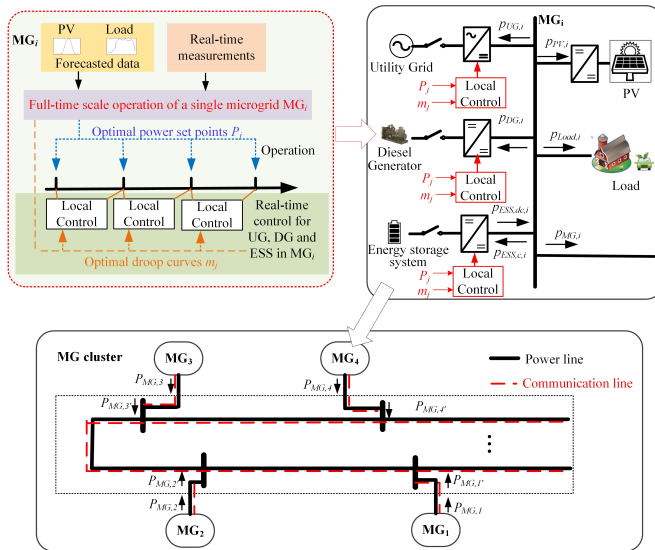 MGi
PV
Load
Forecasted data
Real-time
measurements
Full-time scale operation of a single microgrid MGi
Optimal power set points Pj
Operation
Local
Control
Local
Control
Local
Control
Real-time
control for
UG, DG and
ESS in MGi
Optimal droop curves mj
MGi
Utility Grid
pUG,i
Pj
mj
Local
Control
pPV,i
PV
Diesel
Generator
pDG,i
Pj
mj
Local
Control
pLoad,i
Load
Energy storage
system
pESS,dc,i
pESS,c,i
Pj
mj
Local
Control
pMG,i
MG cluster
MG3
MG4
Power line
Communication line
PMG,3
PMG,3'
PMG,4
PMG,4'
PMG,2'
PMG,2
PMG,1'
PMG,1
MG2
MG1